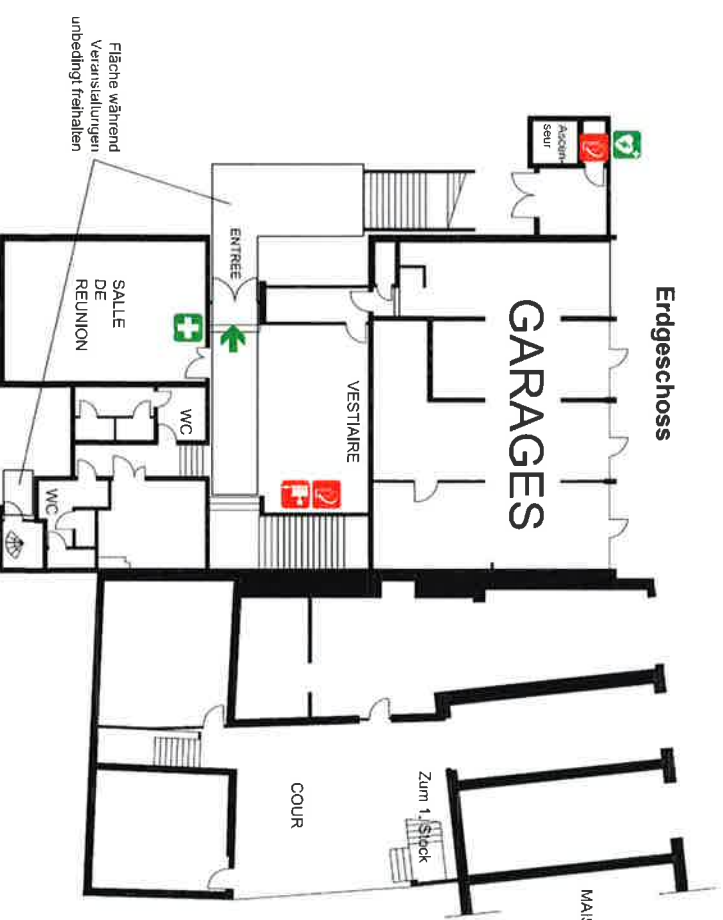 Erdgeschoss
Ascen-
seur
GARAGES
Fläche während
Veranstaltungen
unbedingt freihalten
ENTREE
VESTIAIRE
SALLE
DE
REUNION
WC
WC
Zum 1. Stock
COUR
MAIS